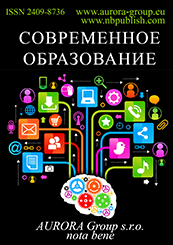 ISSN 2409-8736
www.aurora-group.eu
www.nbpublish.com
СОВРЕМЕННОЕ
ОБРАЗОВАНИЕ
AURORA Group s.r.o.
nota bene